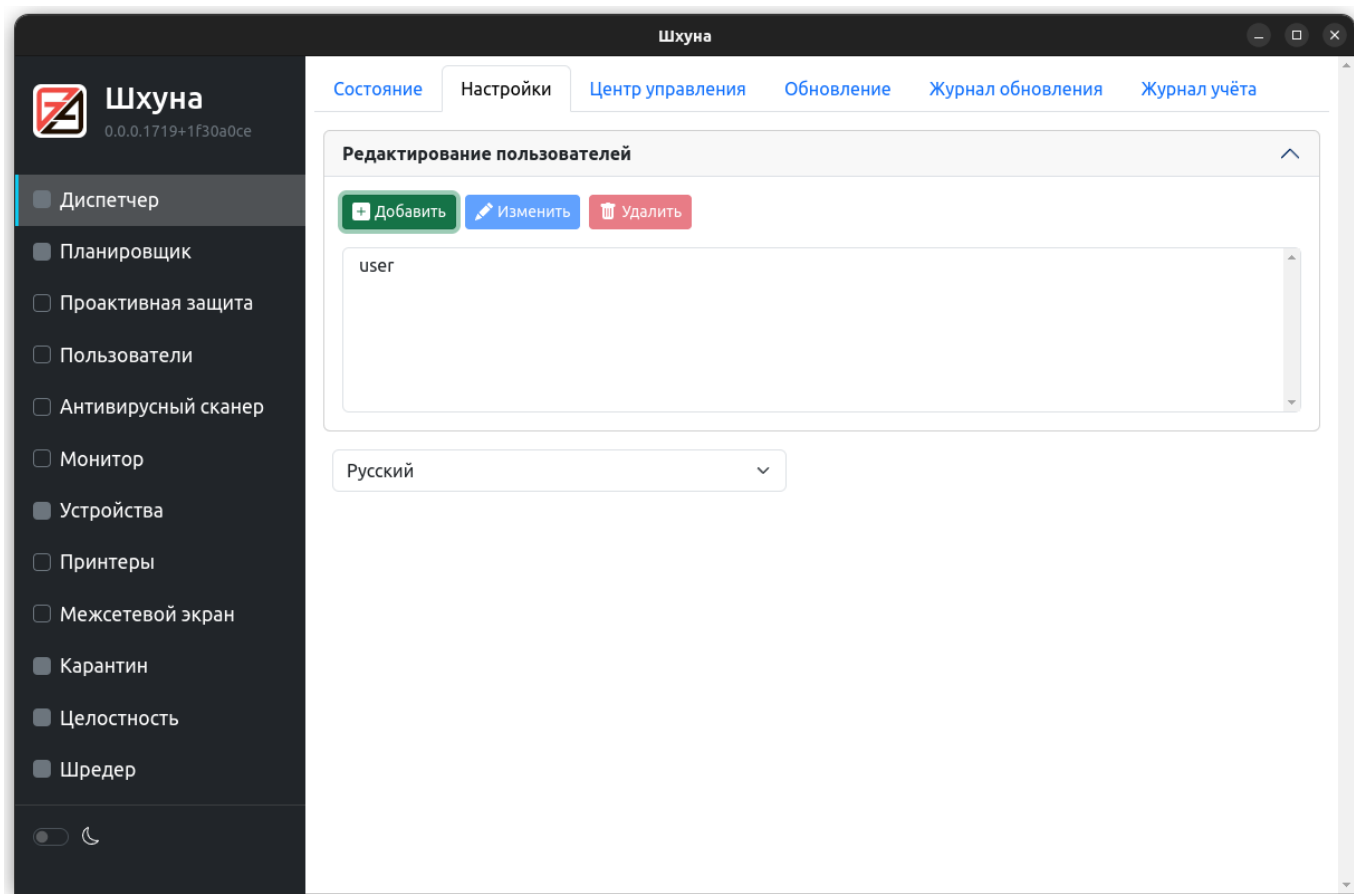 Шхуна
Шхуна
0.0.0.1719+1f30a0ce
Диспетчер
Планировщик
Проактивная защита
Пользователи
Антивирусный сканер
Монитор
Устройства
Принтеры
Межсетевой экран
Карантин
Целостность
Шредер
Состояние Настройки Центр управления Обновление Журнал обновления Журнал учёта
Редактирование пользователей
Добавить Изменить Удалить
user
Русский